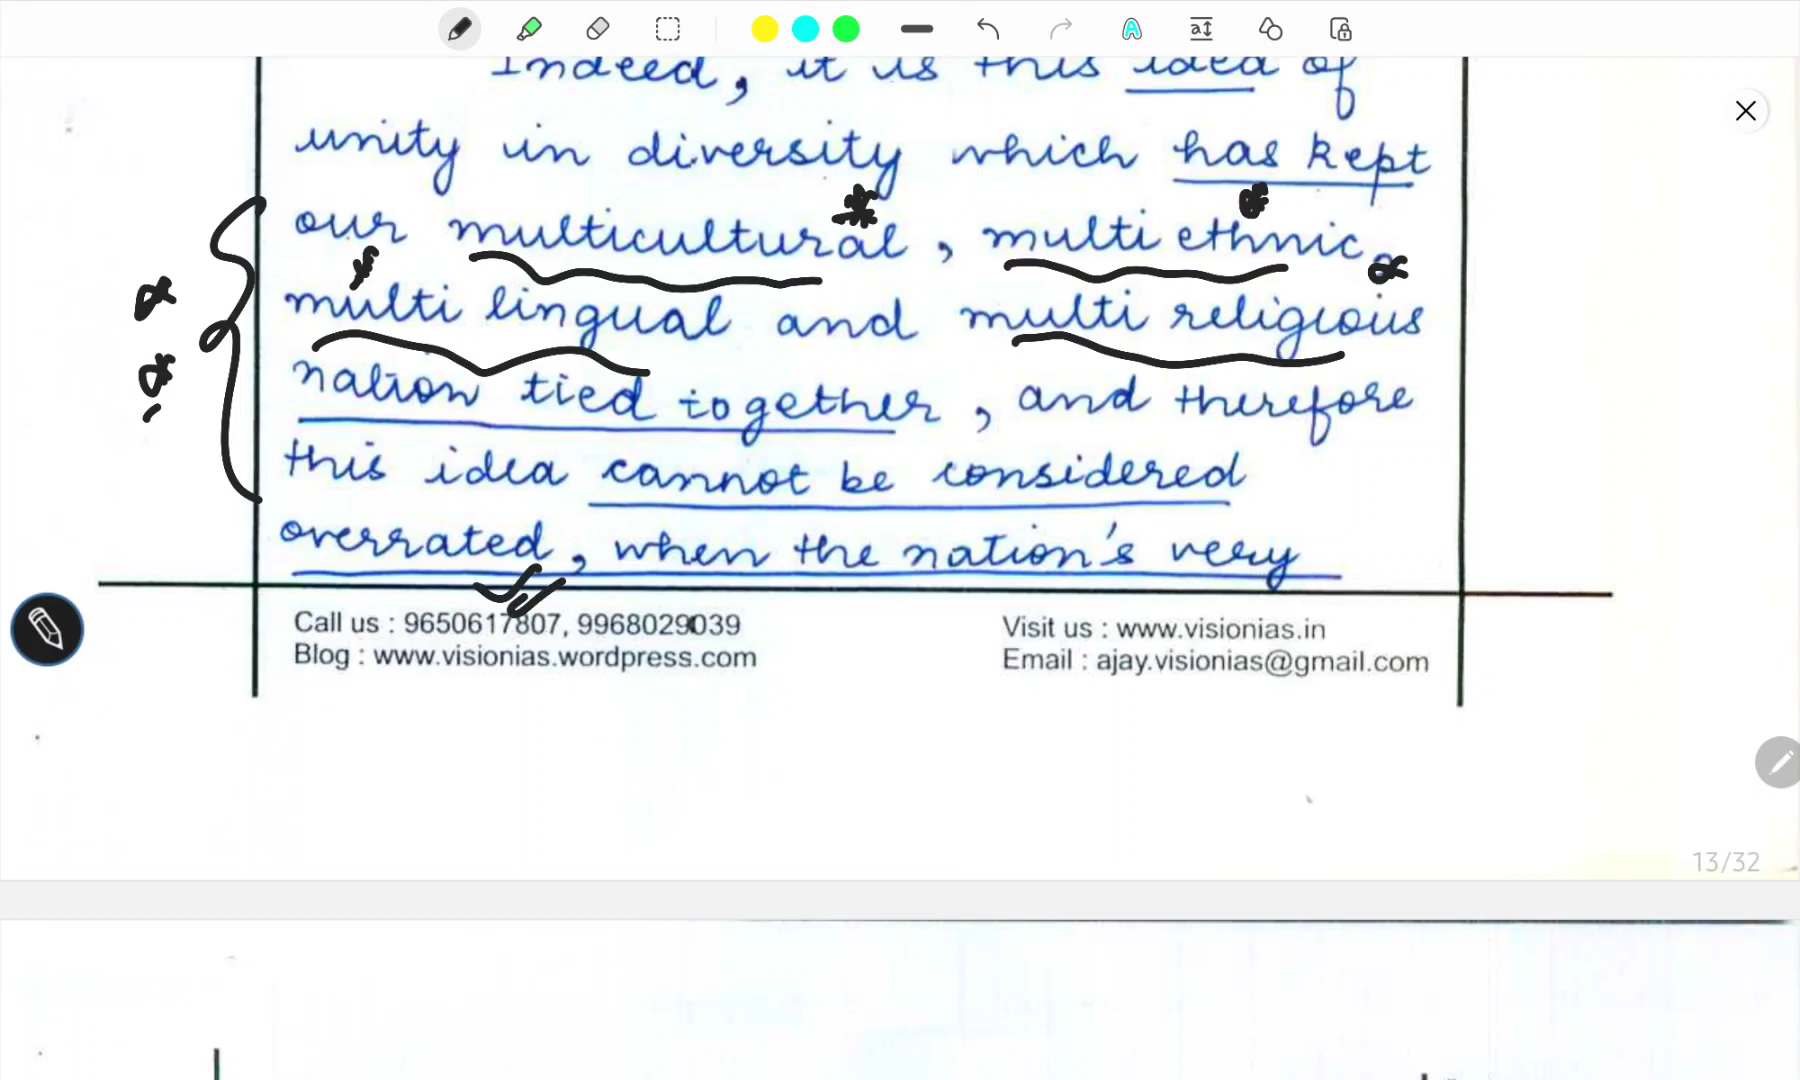 Indeed, it is this idea of
unity in diversity which has kept
our multicultural, multi ethnic,
multi lingual and multi religious
nation tied together, and therefore
this idea cannot be considered
overrated, when the nation's very
Call us : 9650617807, 9968029039
Blog : www.visionias.wordpress.com
Visit us : www.visionias.in
Email : ajay.visionias@gmail.com
13/32